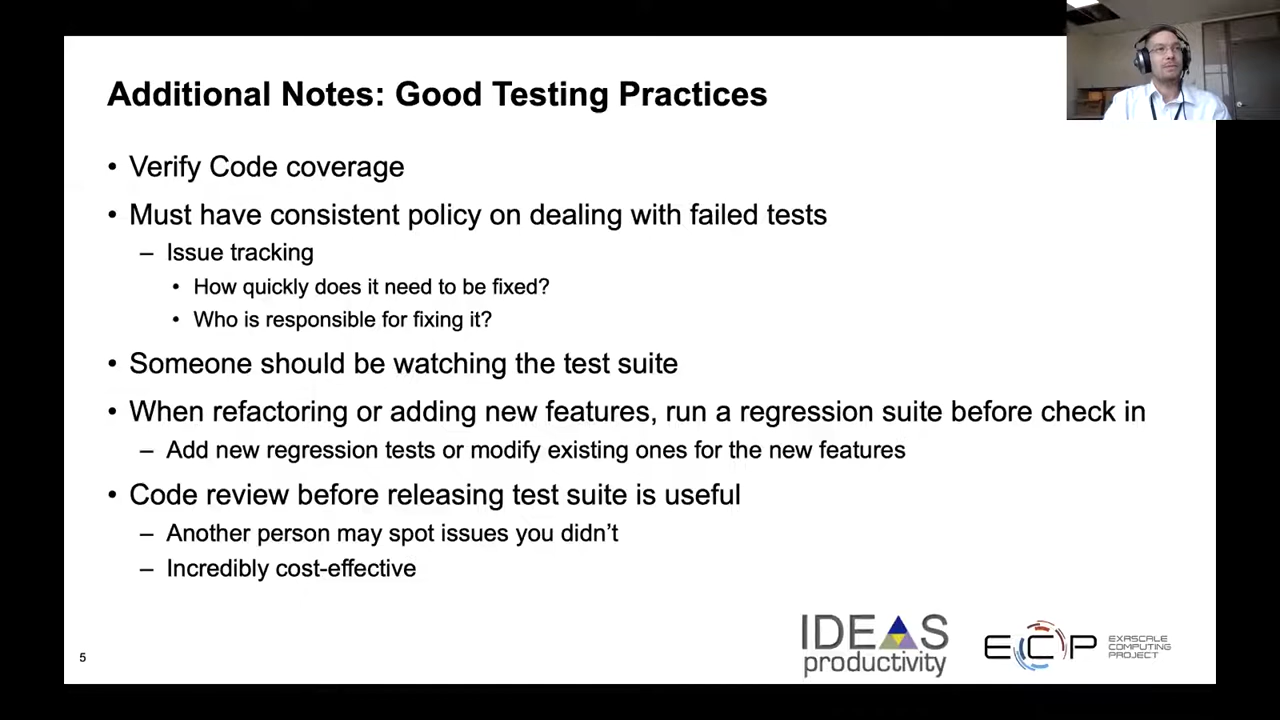 Additional Notes: Good Testing Practices
• Verify Code coverage
• Must have consistent policy on dealing with failed tests
– Issue tracking
• How quickly does it need to be fixed?
• Who is responsible for fixing it?
• Someone should be watching the test suite
• When refactoring or adding new features, run a regression suite before check in
– Add new regression tests or modify existing ones for the new features
• Code review before releasing test suite is useful
– Another person may spot issues you didn’t
– Incredibly cost-effective
5
IDEAS
productivity
ECP
EXASCALE
COMPUTING
PROJECT